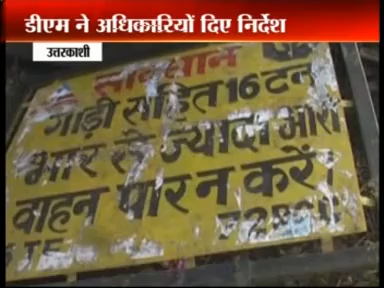 डीएम ने अधिकारियों दिए निर्देश
उत्तरकाशी
सावधान
गाड़ी सहित 16 टन
भार से ज्यादा भारी
वाहन पार न करें।